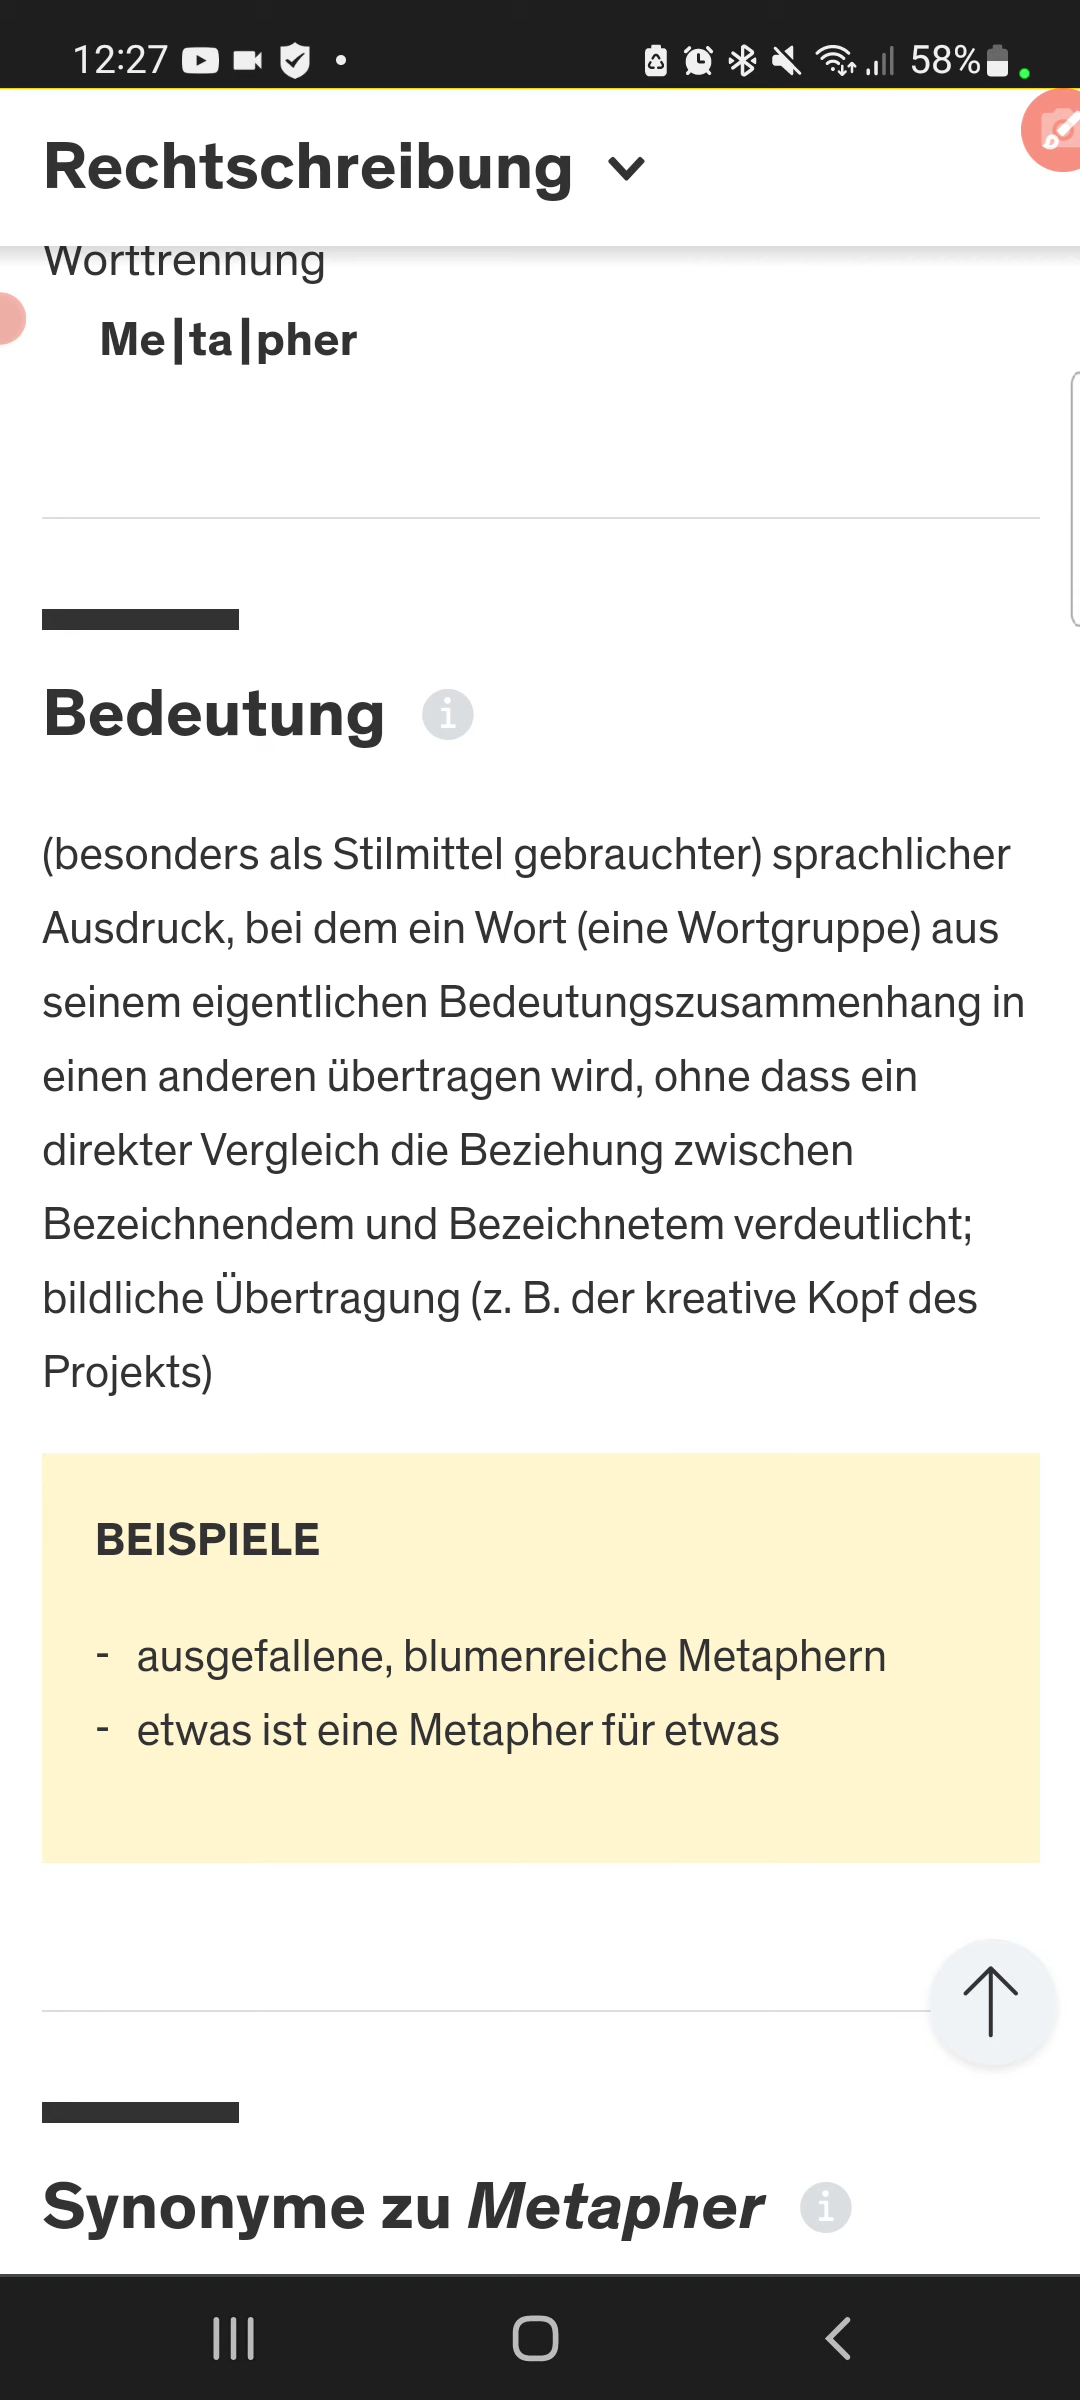 12:27
58%
Rechtschreibung
Worttrennung
Me|ta|pher
Bedeutung i
(besonders als Stilmittel gebrauchter) sprachlicher
Ausdruck, bei dem ein Wort (eine Wortgruppe) aus
seinem eigentlichen Bedeutungszusammenhang in
einen anderen übertragen wird, ohne dass ein
direkter Vergleich die Beziehung zwischen
Bezeichnendem und Bezeichnetem verdeutlicht;
bildliche Übertragung (z. B. der kreative Kopf des
Projekts)
BEISPIELE
- ausgefallene, blumenreiche Metaphern
- etwas ist eine Metapher für etwas
Synonyme zu Metapher i